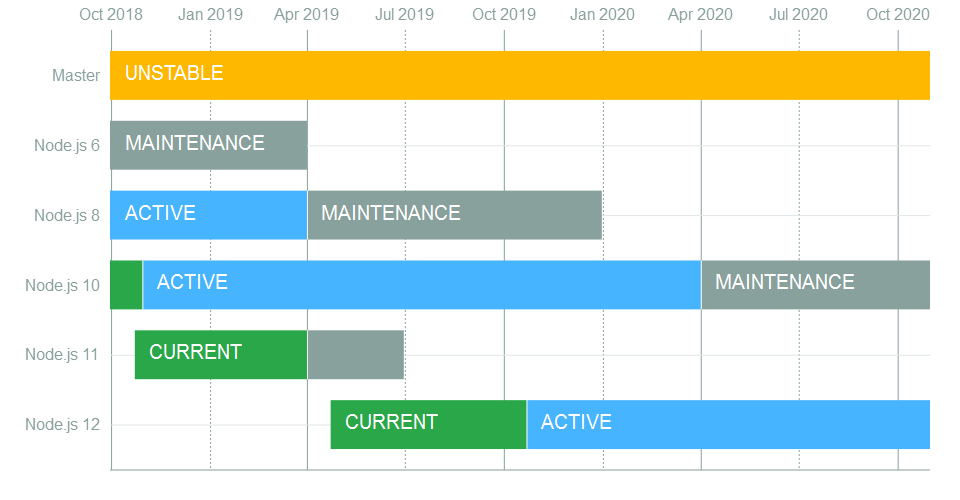 Oct 2018 Jan 2019 Apr 2019 Jul 2019 Oct 2019 Jan 2020 Apr 2020 Jul 2020 Oct 2020
Master UNSTABLE
Node.js 6 MAINTENANCE
Node.js 8 ACTIVE MAINTENANCE
Node.js 10 ACTIVE MAINTENANCE
Node.js 11 CURRENT
Node.js 12 CURRENT ACTIVE